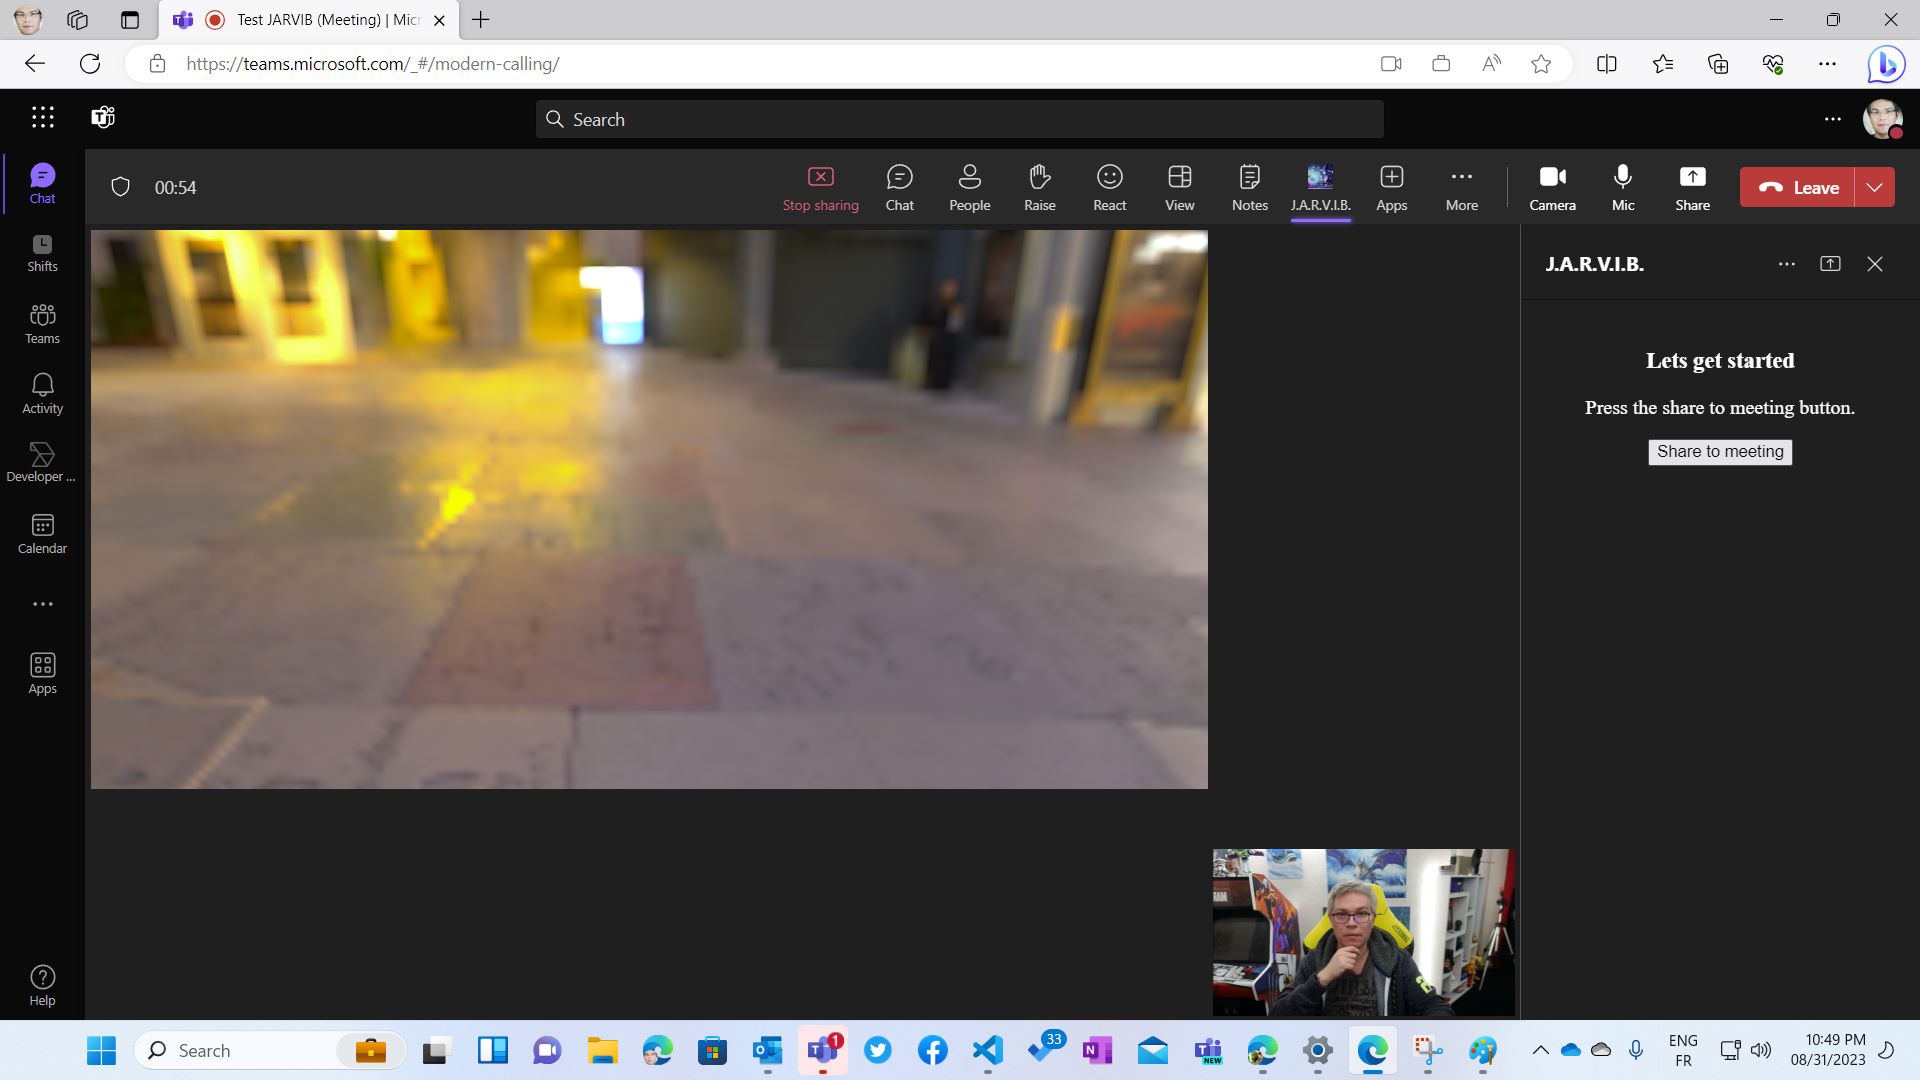 Test JARVIB (Meeting) | Micr
https://teams.microsoft.com/_#/modern-calling/
Search
00:54
Stop sharing
Chat
People
Raise
React
View
Notes
J.A.R.V.I.B.
Apps
More
Camera
Mic
Share
Leave
Chat
Shifts
Teams
Activity
Developer ...
Calendar
Apps
Help
J.A.R.V.I.B.
Lets get started
Press the share to meeting button.
Share to meeting
Search
1
33
NEW
ENG
FR
10:49 PM
08/31/2023